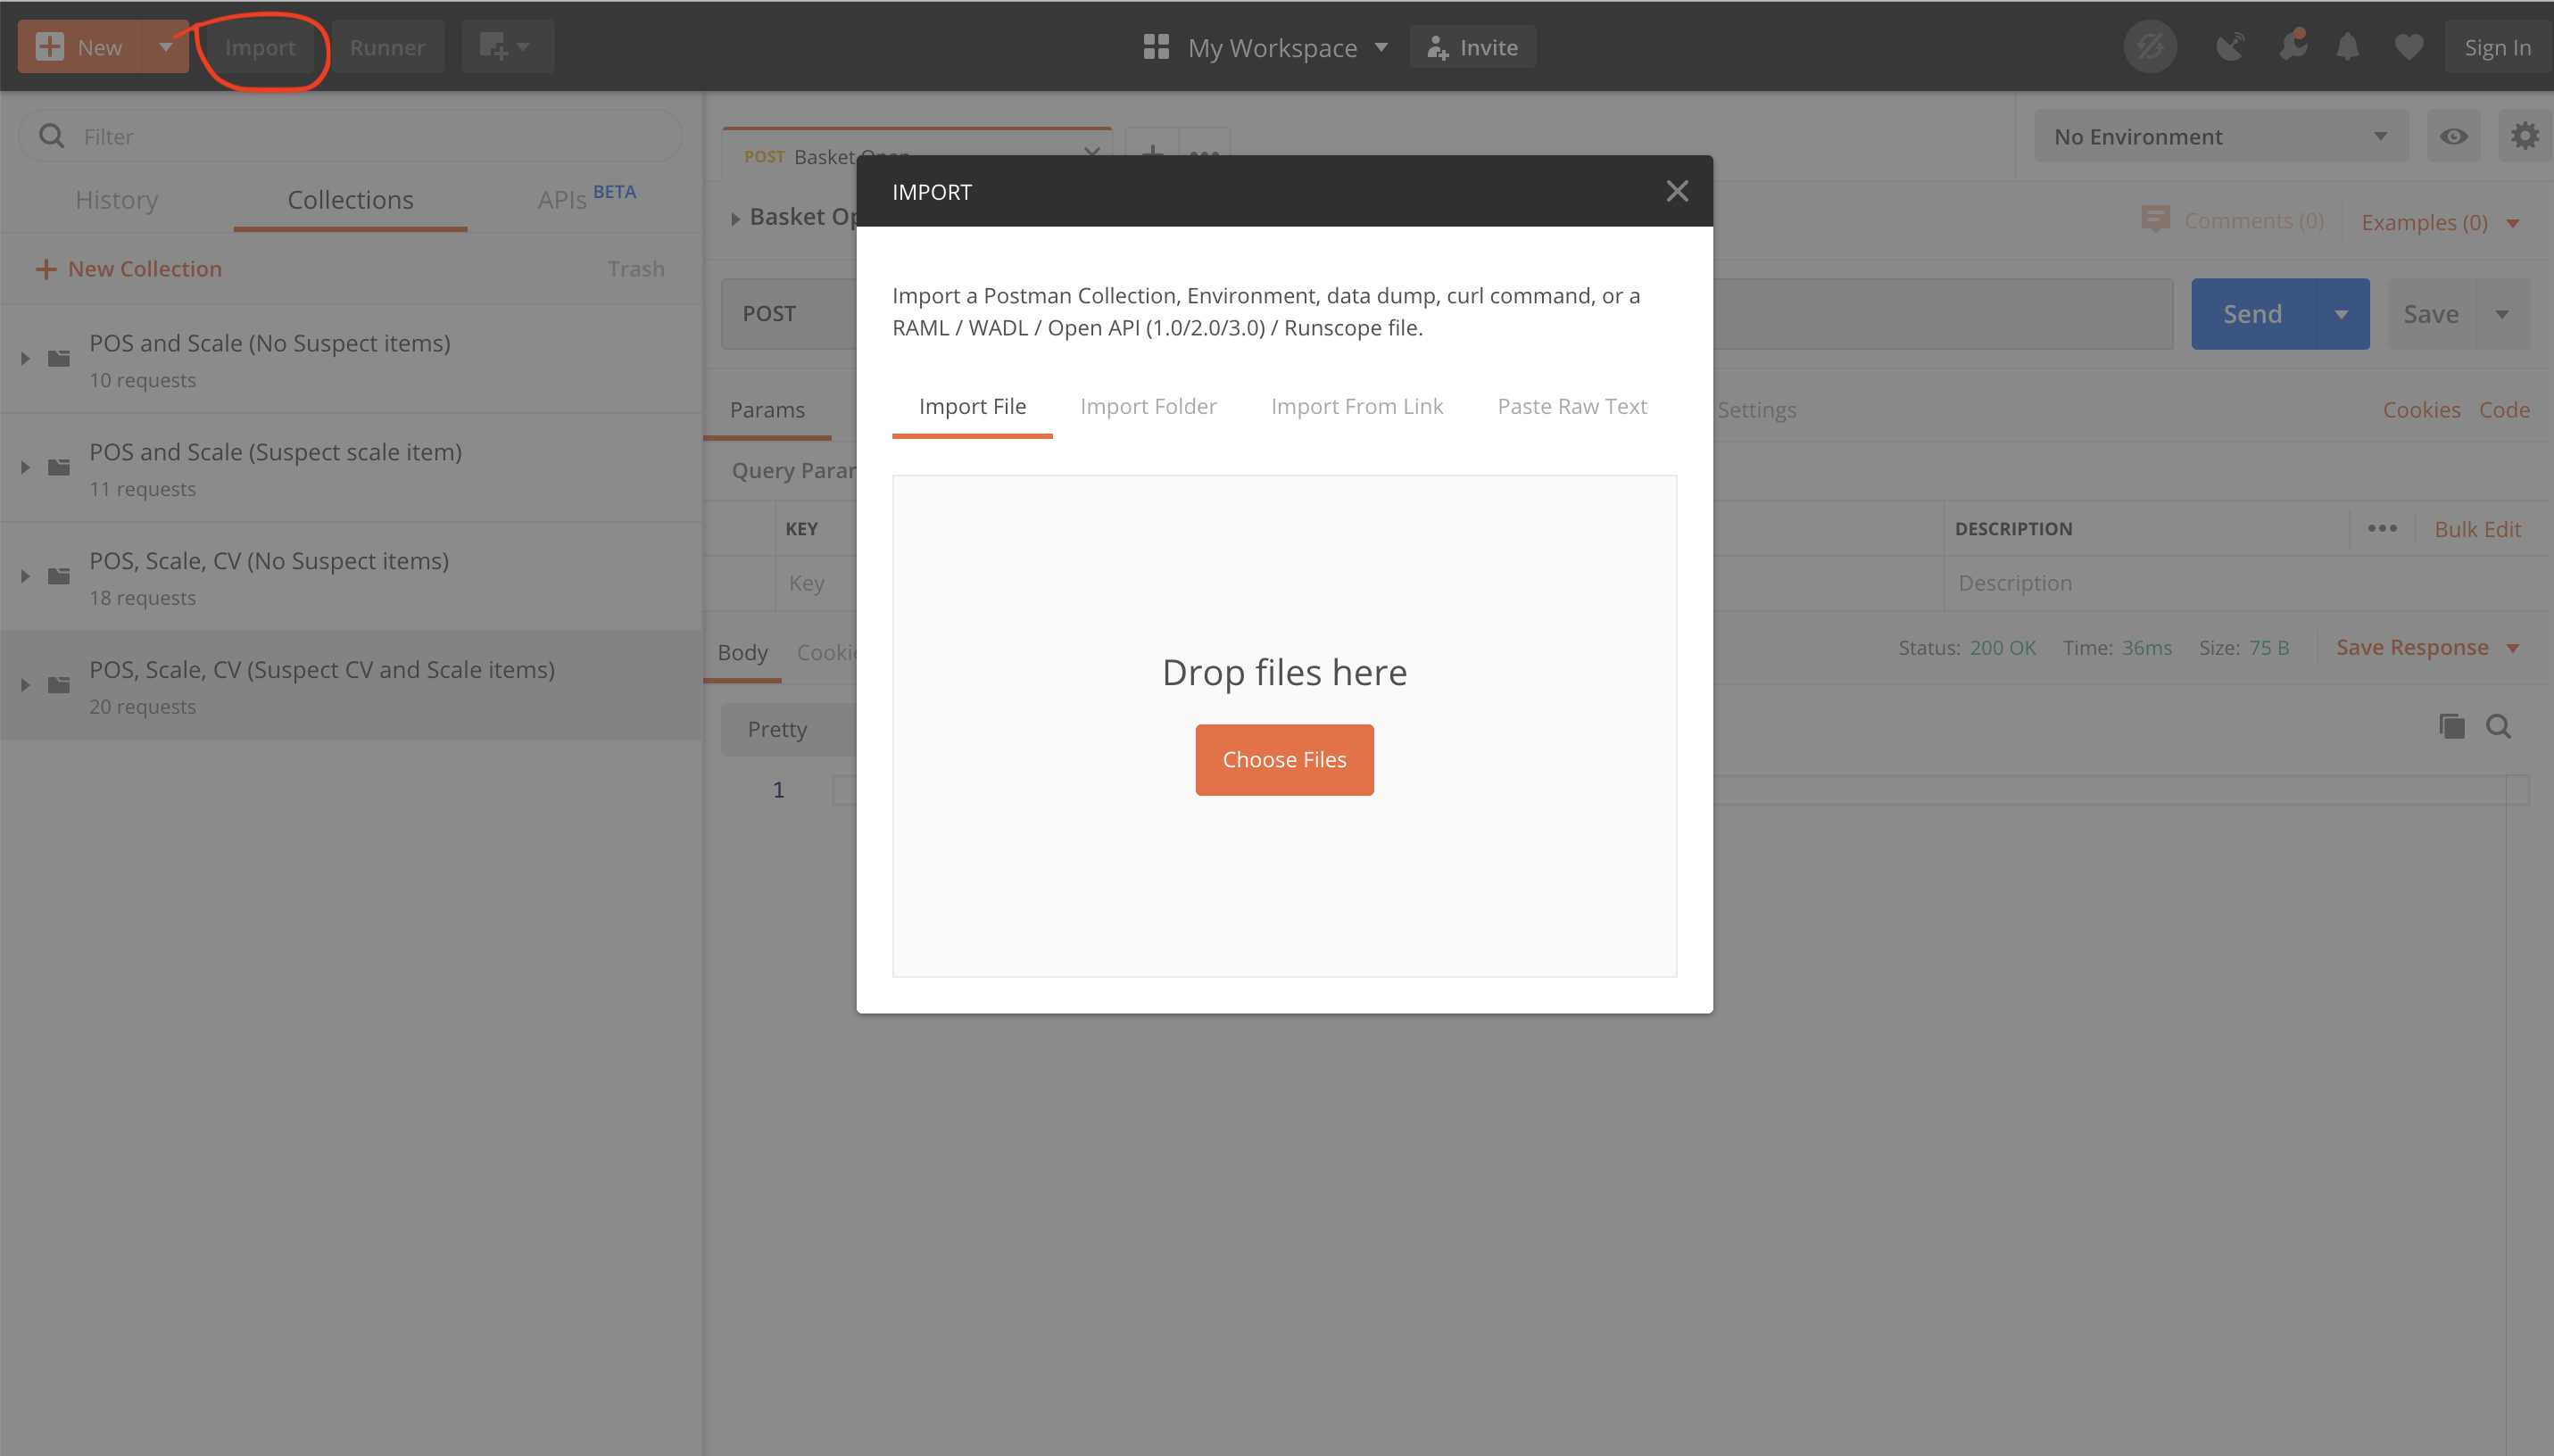 New
Import
Runner
My Workspace
Invite
Sign In
Filter
History
Collections
APIs BETA
New Collection
Trash
POS and Scale (No Suspect items)
10 requests
POS and Scale (Suspect scale item)
11 requests
POS, Scale, CV (No Suspect items)
18 requests
POS, Scale, CV (Suspect CV and Scale items)
20 requests
POST Basket Open
No Environment
Basket Op
Comments (0)
Examples (0)
POST
Send
Save
Params
Settings
Cookies
Code
Query Param
KEY
DESCRIPTION
Bulk Edit
Key
Description
Body
Cookie
Status: 200 OK
Time: 36ms
Size: 75 B
Save Response
Pretty
1
IMPORT
Import a Postman Collection, Environment, data dump, curl command, or a
RAML / WADL / Open API (1.0/2.0/3.0) / Runscope file.
Import File
Import Folder
Import From Link
Paste Raw Text
Drop files here
Choose Files